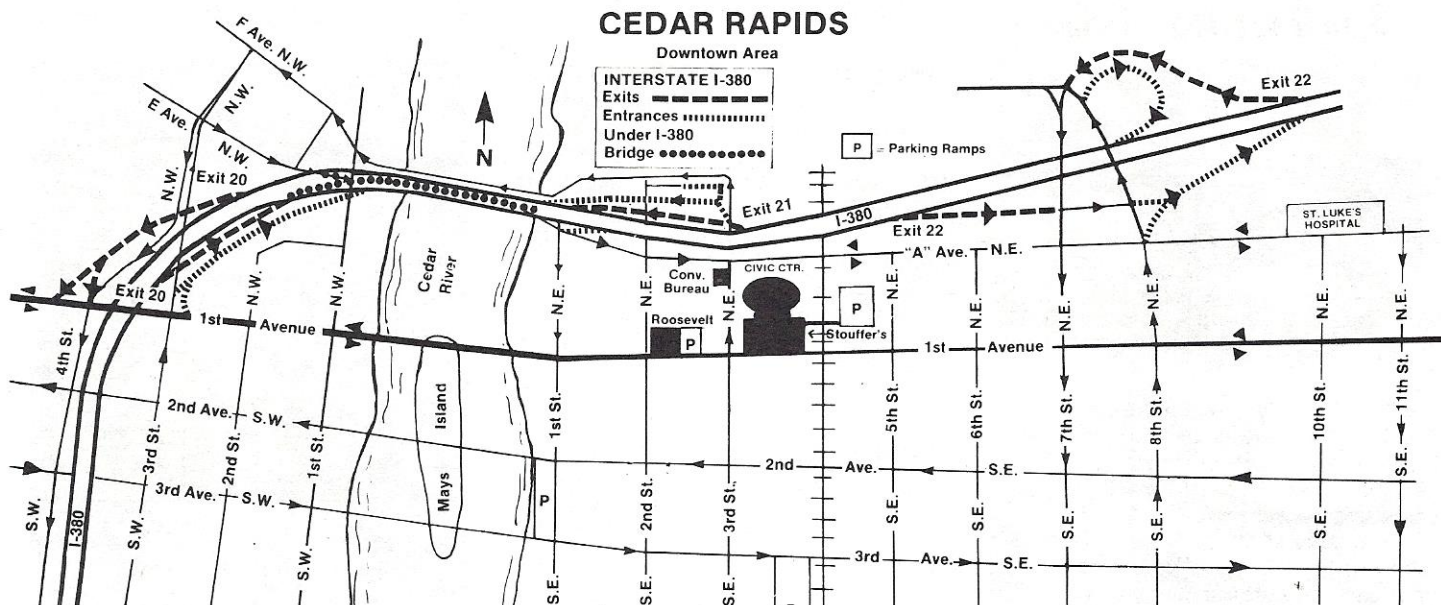 CEDAR RAPIDS
Downtown Area
INTERSTATE I-380
Exits
Entrances
Under I-380
Bridge
P = Parking Ramps
N
F Ave. N.W.
E Ave.
N.W.
N.W.
N.W.
Exit 20
Exit 20
Exit 21
Exit 22
Exit 22
I-380
"A" Ave. N.E.
ST. LUKE'S
HOSPITAL
Cedar
River
Conv.
Bureau
CIVIC CTR.
P
Roosevelt
P
Stouffer's
N.W.
N.W.
N.E.
N.E.
N.E.
N.E.
N.E.
N.E.
N.E.
N.E.
N.E.
1st Avenue
1st Avenue
4th St.
S.W.
I-380
3rd St.
S.W.
2nd St.
S.W.
1st St.
S.W.
2nd Ave. S.W.
3rd Ave. S.W.
Mays Island
P
1st St.
S.E.
2nd St.
S.E.
3rd St.
S.E.
5th St.
S.E.
6th St.
S.E.
7th St.
S.E.
8th St.
S.E.
10th St.
S.E.
11th St.
S.E.
2nd Ave. S.E.
3rd Ave. S.E.